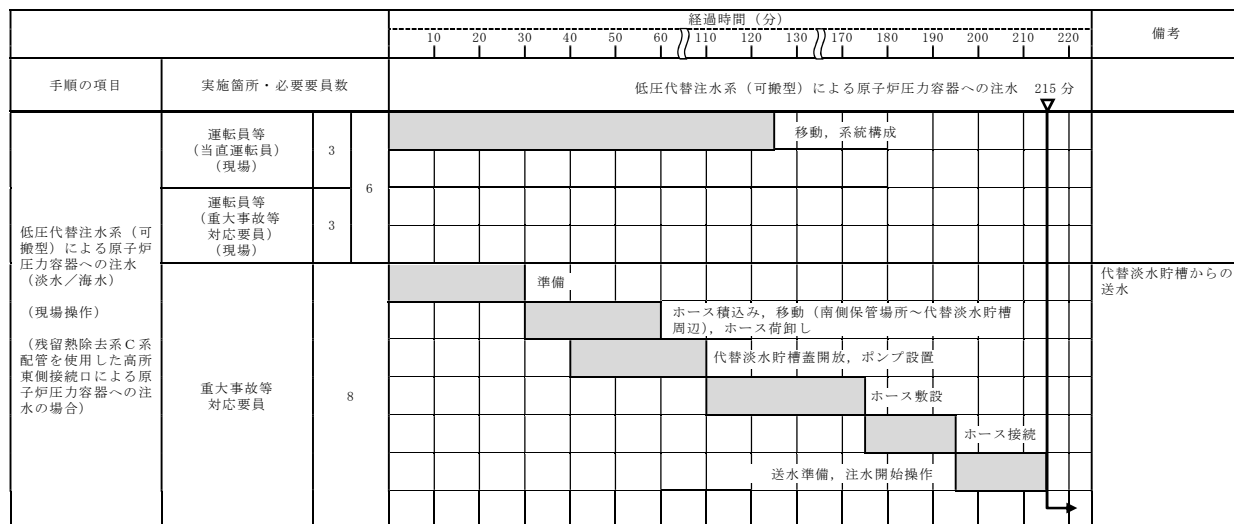 経過時間（分）
備考
10 20 30 40 50 60 110 120 130 170 180 190 200 210 220
手順の項目
実施箇所・必要要員数
低圧代替注水系（可搬型）による原子炉圧力容器への注水 215 分
低圧代替注水系（可
搬型）による原子炉
圧力容器への注水
（淡水／海水）
（現場操作）
（残留熱除去系Ｃ系
配管を使用した高所
東側接続口による原
子炉圧力容器への注
水の場合）
運転員等
（当直運転員）
（現場）
3
6
移動，系統構成
運転員等
（重大事故等
対応要員）
（現場）
3
重大事故等
対応要員
8
準備
ホース積込み，移動（南側保管場所～代替淡水貯槽
周辺），ホース荷卸し
代替淡水貯槽蓋開放，ポンプ設置
ホース敷設
ホース接続
送水準備，注水開始操作
代替淡水貯槽からの
送水